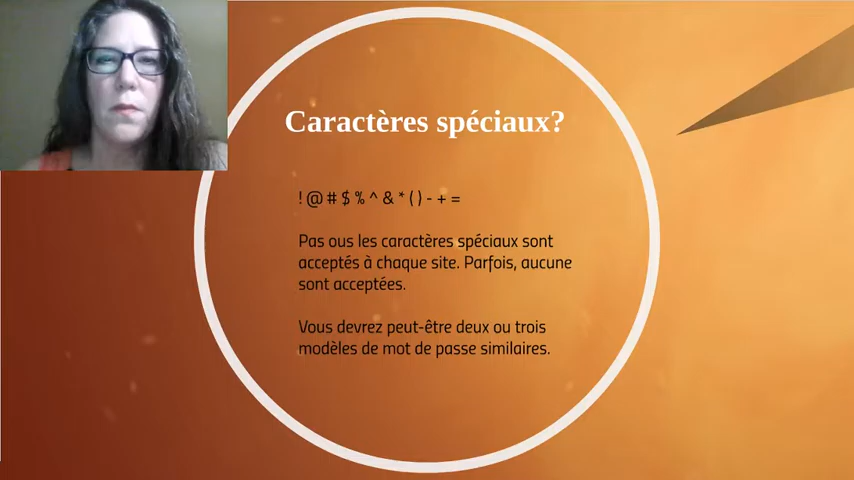 Caractères spéciaux?
! @ # $ % ^ & * ( ) - + =
Pas ous les caractères spéciaux sont
acceptés à chaque site. Parfois, aucune
sont acceptées.
Vous devrez peut-être deux ou trois
modèles de mot de passe similaires.